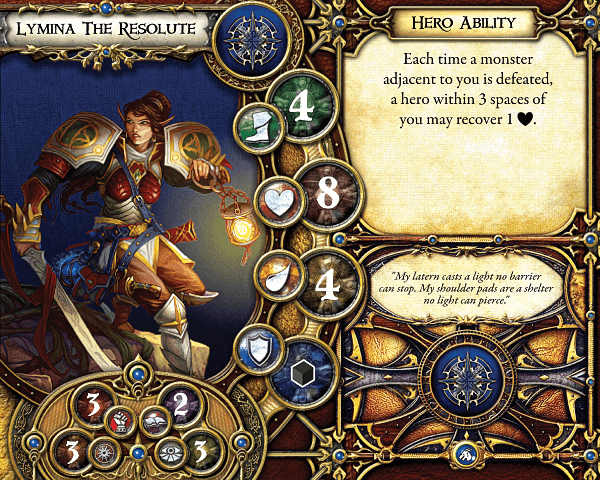 Lymina The Resolute
4
8
4
3
2
3
3
Hero Ability
Each time a monster
adjacent to you is defeated,
a hero within 3 spaces of
you may recover 1 ♥.
"My latern casts a light no barrier
can stop. My shoulder pads are a shelter
no light can pierce."